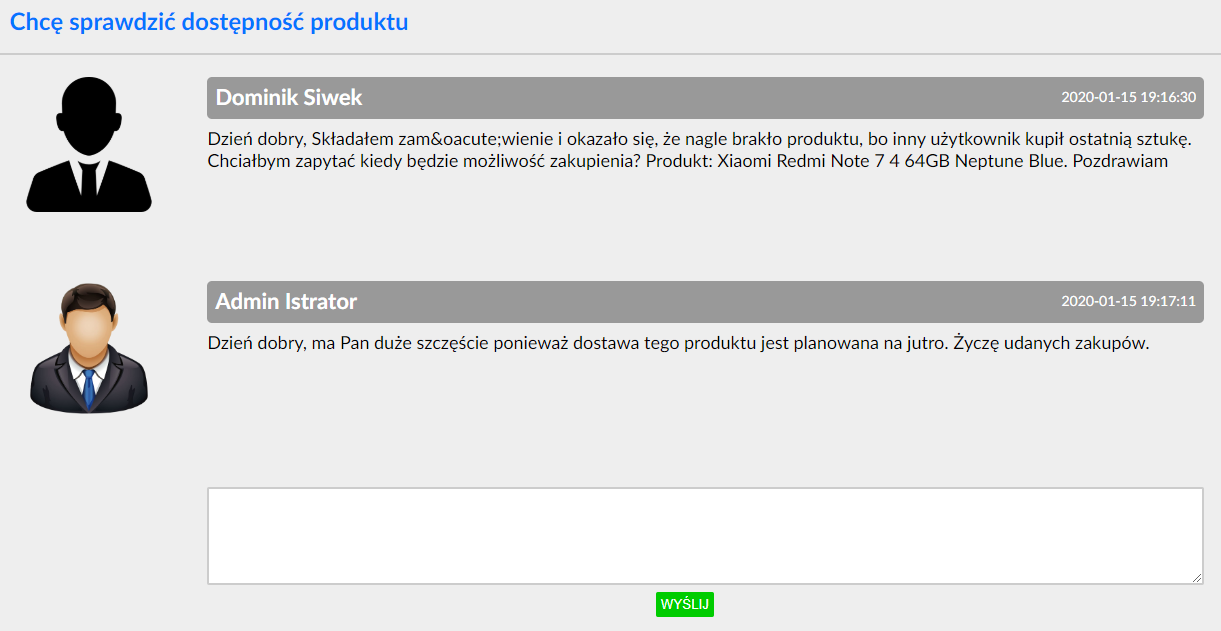 Chcę sprawdzić dostępność produktu
Dominik Siwek 2020-01-15 19:16:30
Dzień dobry, Składałem zam&oacute;wienie i okazało się, że nagle brakło produktu, bo inny użytkownik kupił ostatnią sztukę.
Chciałbym zapytać kiedy będzie możliwość zakupienia? Produkt: Xiaomi Redmi Note 7 4 64GB Neptune Blue. Pozdrawiam
Admin Istrator 2020-01-15 19:17:11
Dzień dobry, ma Pan duże szczęście ponieważ dostawa tego produktu jest planowana na jutro. Życzę udanych zakupów.
WYŚLIJ